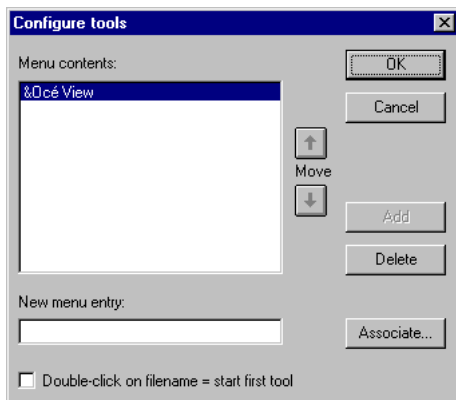 Configure tools
Menu contents:
OK
&Océ View
Cancel
Move
Add
Delete
New menu entry:
Associate...
Double-click on filename = start first tool